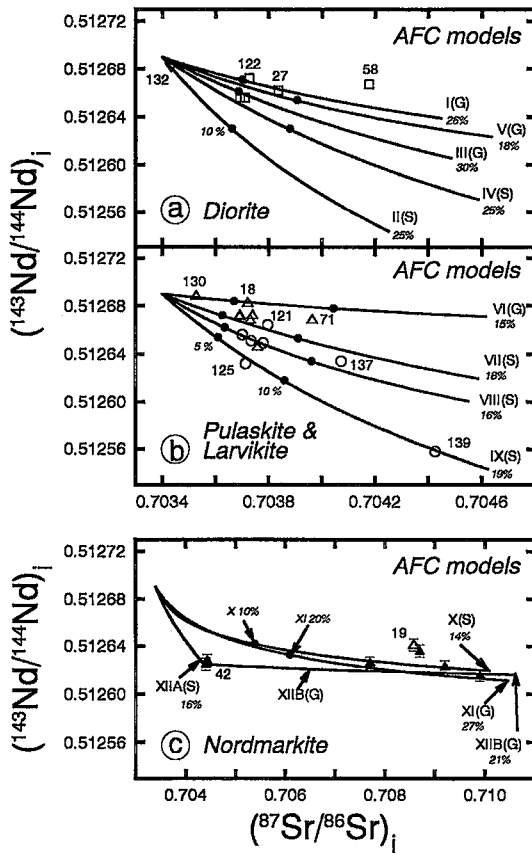 0.51270
0.51268
0.51264
0.51260
0.51256
AFC models
122
27
58
132
10 %
I(G)
26%
V(G)
18%
III(G)
30%
IV(S)
25%
II(S)
25%
a Diorite
(143Nd/144Nd)i
0.51270
0.51268
0.51264
0.51260
0.51256
AFC models
130
18
121
71
VI(G)
15%
5 %
125
137
VII(S)
18%
VIII(S)
16%
10 %
139
IX(S)
19%
b Pulaskite &
Larvikite
0.7034
0.7038
0.7042
0.7046
0.51272
0.51268
0.51264
0.51260
0.51256
(143Nd/144Nd)i
AFC models
X 10%
XI 20%
19
X(S)
14%
42
XIIA(S)
16%
XIIB(G)
XI(G)
27%
XIIB(G)
21%
c Nordmarkite
0.704
0.706
0.708
0.710
(87Sr/86Sr)i